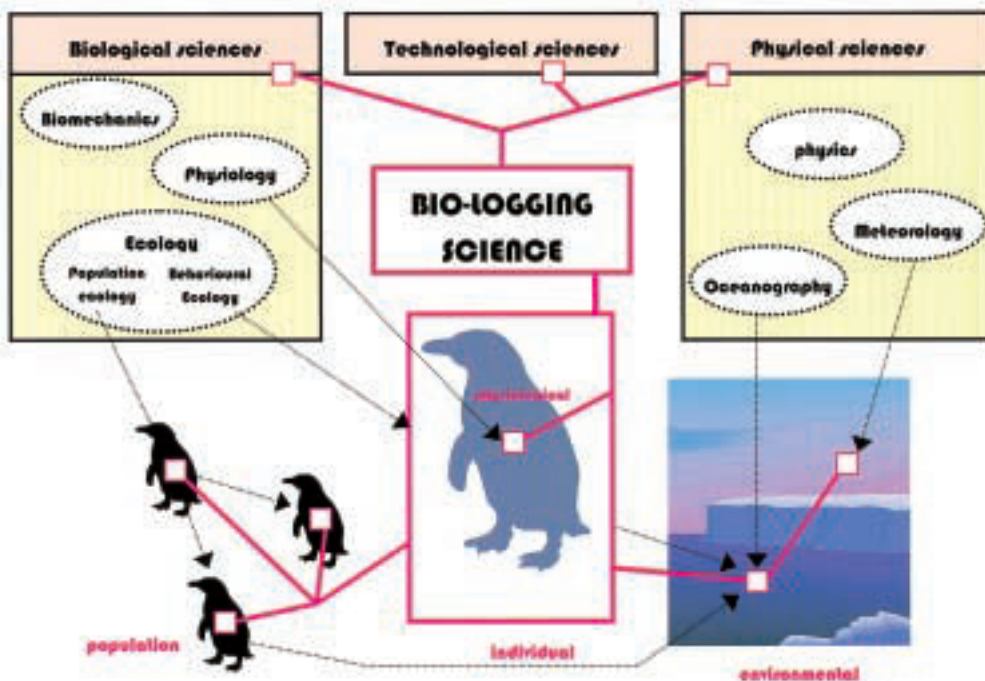 Biological sciences
Technological sciences
Physical sciences
Biomechanics
Physiology
Ecology
Population
ecology
Behavioural
Ecology
physics
Meteorology
Oceanography
BIO-LOGGING
SCIENCE
population
individual
environmental